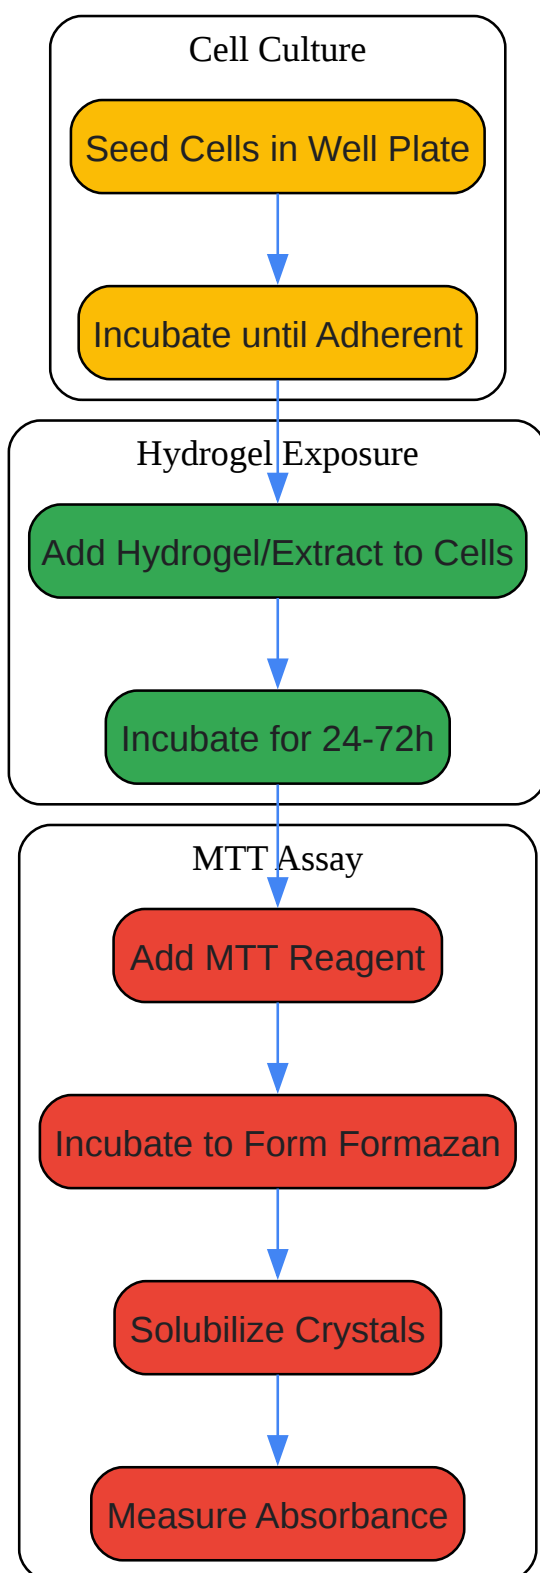 Cell Culture
Seed Cells in Well Plate
Incubate until Adherent
Hydrogel Exposure
Add Hydrogel/Extract to Cells
Incubate for 24-72h
MTT Assay
Add MTT Reagent
Incubate to Form Formazan
Solubilize Crystals
Measure Absorbance